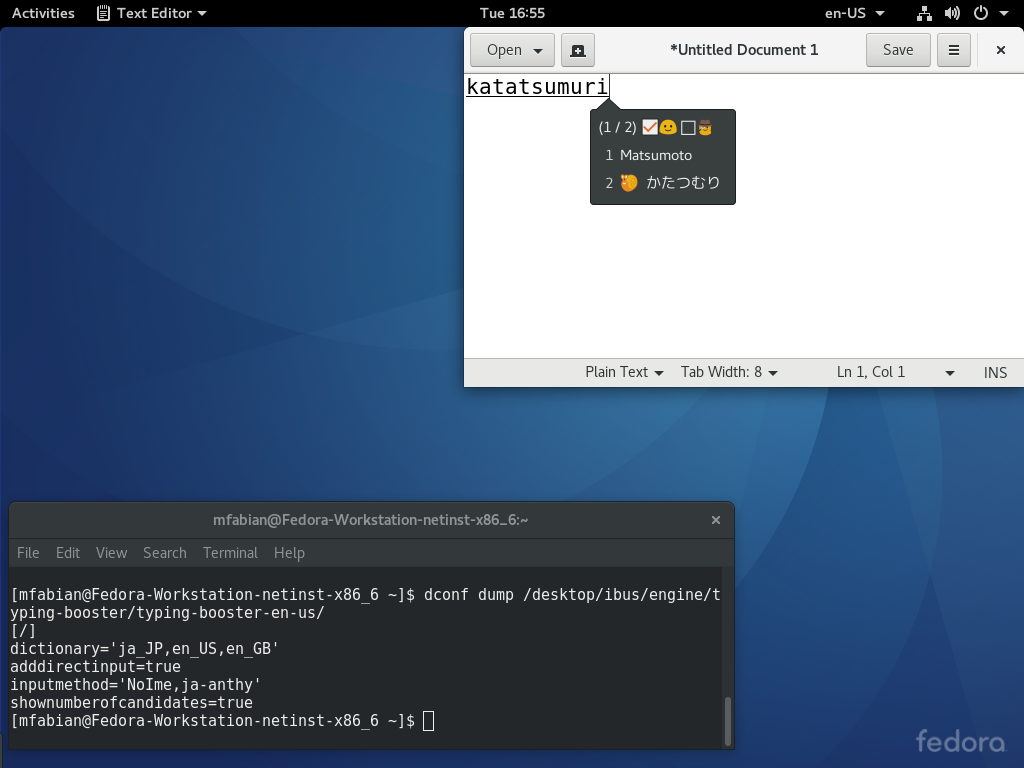 Activities Text Editor Tue 16:55 en-US
Open *Untitled Document 1 Save
katatsumuri
(1 / 2) ☑🙂☐🕵
1 Matsumoto
2 🐌 かたつむり
Plain Text Tab Width: 8 Ln 1, Col 1 INS
mfabian@Fedora-Workstation-netinst-x86_6:~
File Edit View Search Terminal Help
[mfabian@Fedora-Workstation-netinst-x86_6 ~]$ dconf dump /desktop/ibus/engine/t
yping-booster/typing-booster-en-us/
[/]
dictionary='ja_JP,en_US,en_GB'
adddirectinput=true
inputmethod='NoIme,ja-anthy'
shownumberofcandidates=true
[mfabian@Fedora-Workstation-netinst-x86_6 ~]$
fedora